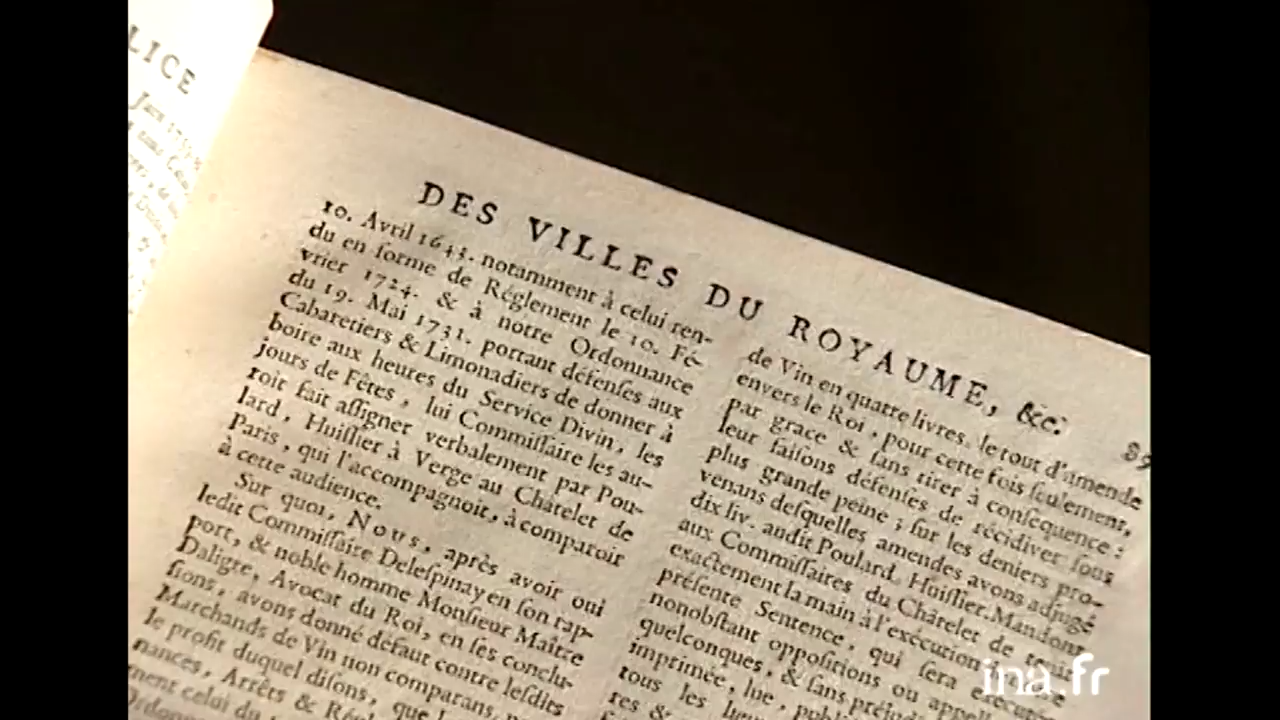 LICE
DES VILLES DU ROYAUME, &c.
89
10. Avril 1643. notamment à celui ren-
du en forme de Réglement le 10. Fé-
vrier 1724. & à notre Ordonnance
du 19. Mai 1731. portant défenſes aux
Cabaretiers & Limonadiers de donner à
boire aux heures du Service Divin, les
jours de Fêtes, lui Commiſſaire les au-
roit fait aſſigner verbalement par Pou-
lard, Huiſſier à Verge au Châtelet de
Paris, qui l'accompagnoit, à comparoir
à cette audience.
Sur quoi, Nous, après avoir oui
ledit Commiſſaire Deleſpinay en ſon rap-
port, & noble homme Monſieur Maître
Daligre, Avocat du Roi, en ſes conclu-
ſions, avons donné défaut contre leſdits
Marchands de Vin non comparans,
le profit duquel diſons, que
nances, Arrêts &
ment celui du
de Vin en quatre livres, le tout d'amende
envers le Roi, pour cette fois ſeulement,
par grace & ſans tirer à conſéquence :
leur faiſons défenſes de récidiver ſous
plus grande peine ; ſur les deniers pro-
venans deſquelles amendes avons adjugé
dix liv. audit Poulard, Huiſſier. Mandons
aux Commiſſaires du Châtelet de tenir
exactement la main à l'exécution
préſente Sentence, qui ſera
nonobſtant oppoſitions ou
quelconques, & ſans
imprimée, lue,
tous les
res &
ina.fr